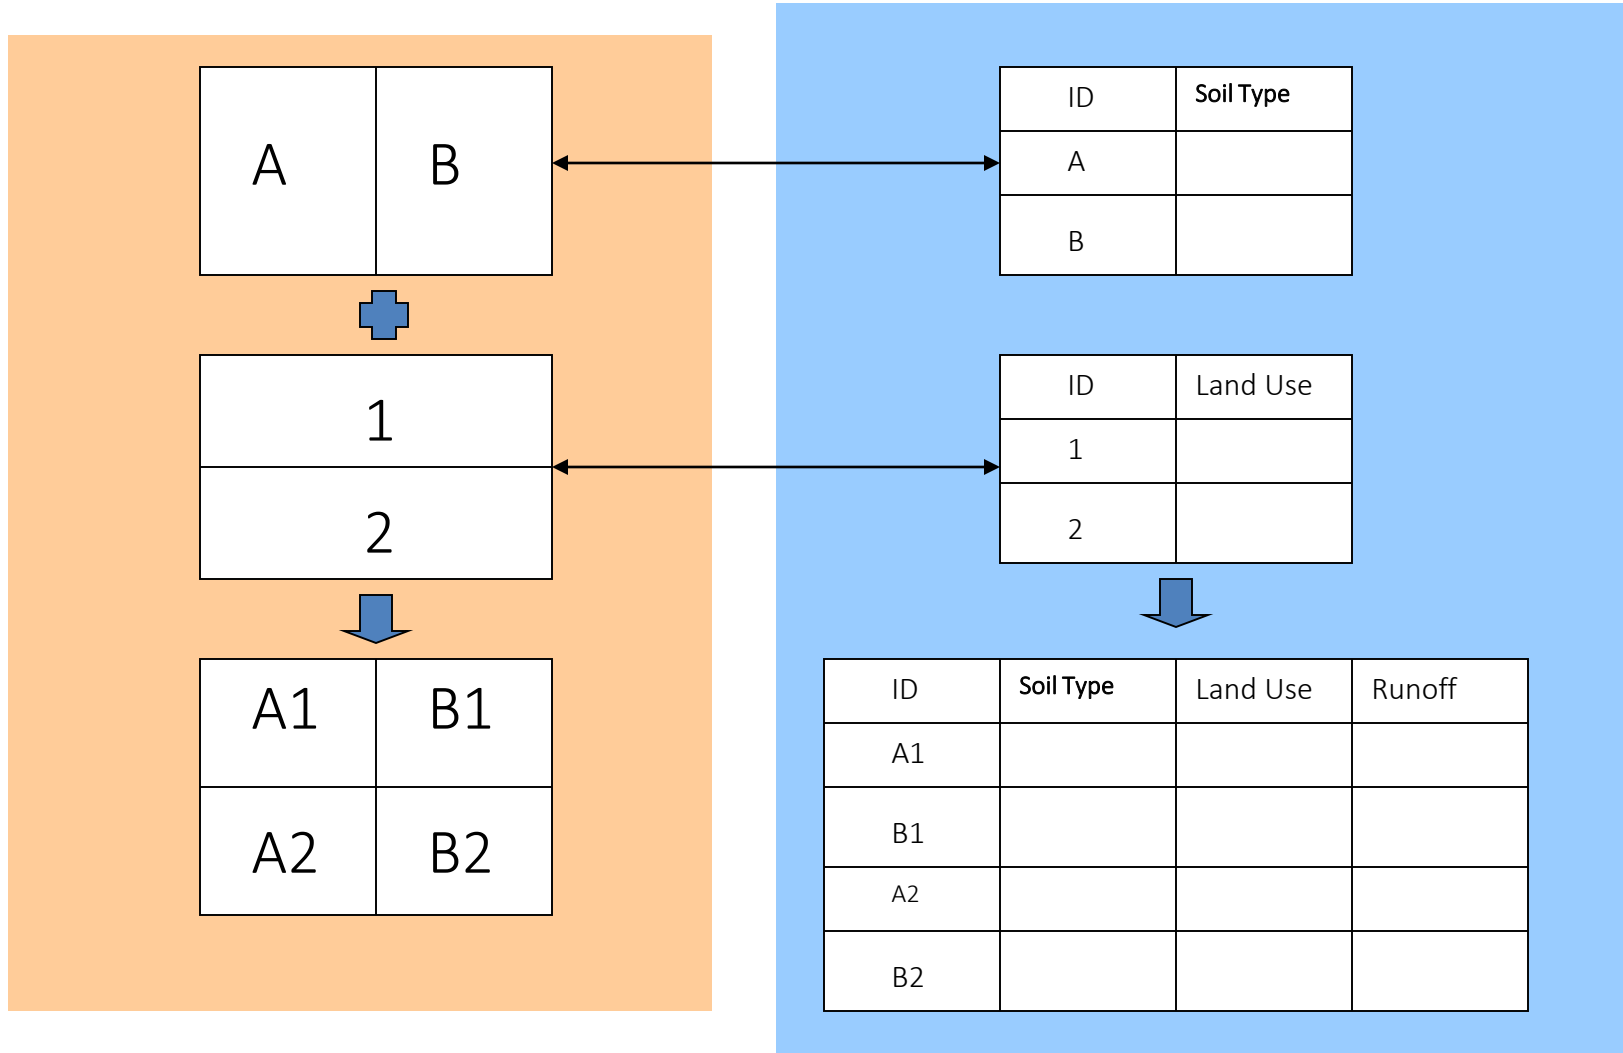 A B
ID Soil Type
A
B
1
2
ID Land Use
1
2
A1 B1
A2 B2
ID Soil Type Land Use Runoff
A1
B1
A2
B2